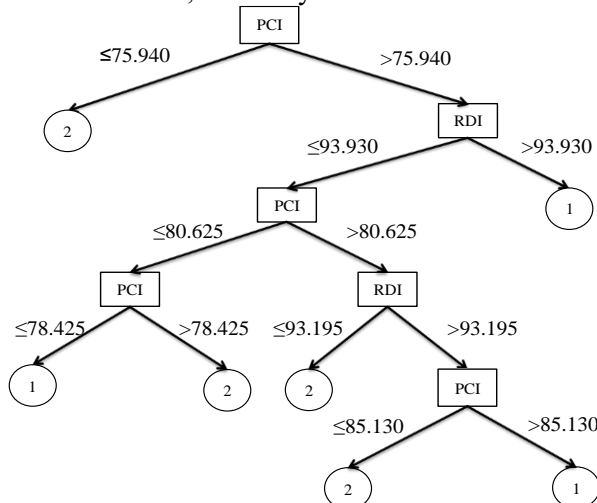 PCI
≤75.940 >75.940
2
RDI
≤93.930 >93.930
PCI
1
≤80.625 >80.625
PCI RDI
≤78.425 >78.425 ≤93.195 >93.195
1 2 2 PCI
≤85.130 >85.130
2 1